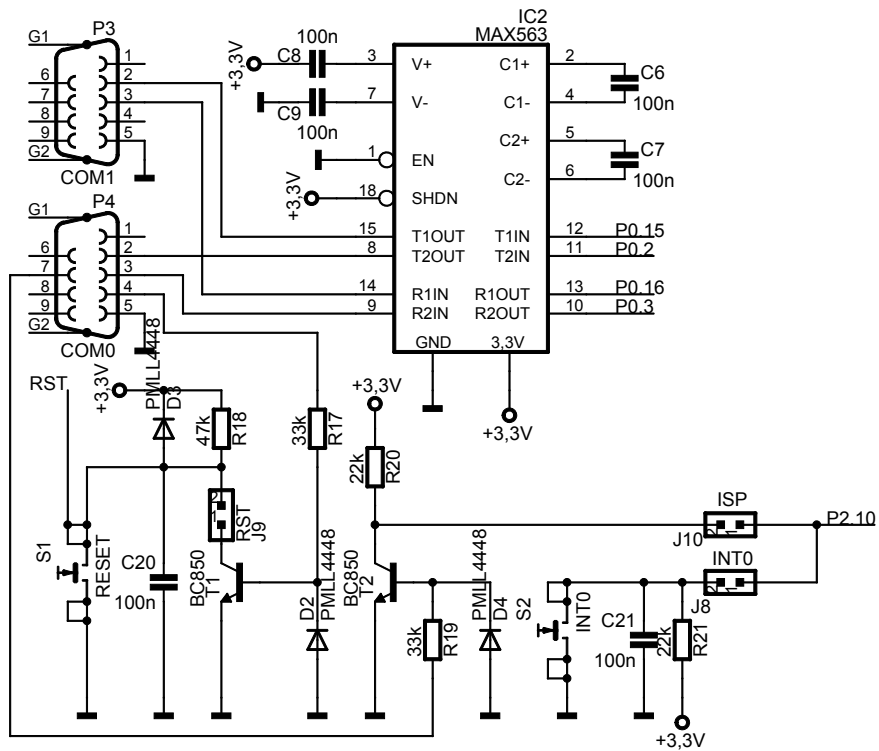 IC2
MAX563
P3
G1
1
6
2
7
3
8
4
9
5
G2
COM1
P4
G1
1
6
2
7
3
8
4
9
5
G2
COM0
+3,3V
C8
100n
3
V+
C9
100n
7
V-
1
EN
+3,3V
18
SHDN
15
T1OUT
8
T2OUT
14
R1IN
9
R2IN
GND
3,3V
+3,3V
C1+
2
C6
100n
C1-
4
C2+
5
C7
100n
C2-
6
T1IN
12
P0.15
T2IN
11
P0.2
R1OUT
13
P0.16
R2OUT
10
P0.3
RST
+3,3V
PMLL4448
D3
47k
R18
33k
R17
+3,3V
22k
R20
2
1
RST
J9
S1
RESET
C20
100n
BC850
T1
D2
PMLL4448
BC850
T2
33k
R19
PMLL4448
D4
ISP
2
1
J10
P2.10
INT0
2
1
J8
S2
INT0
C21
100n
22k
R21
+3,3V